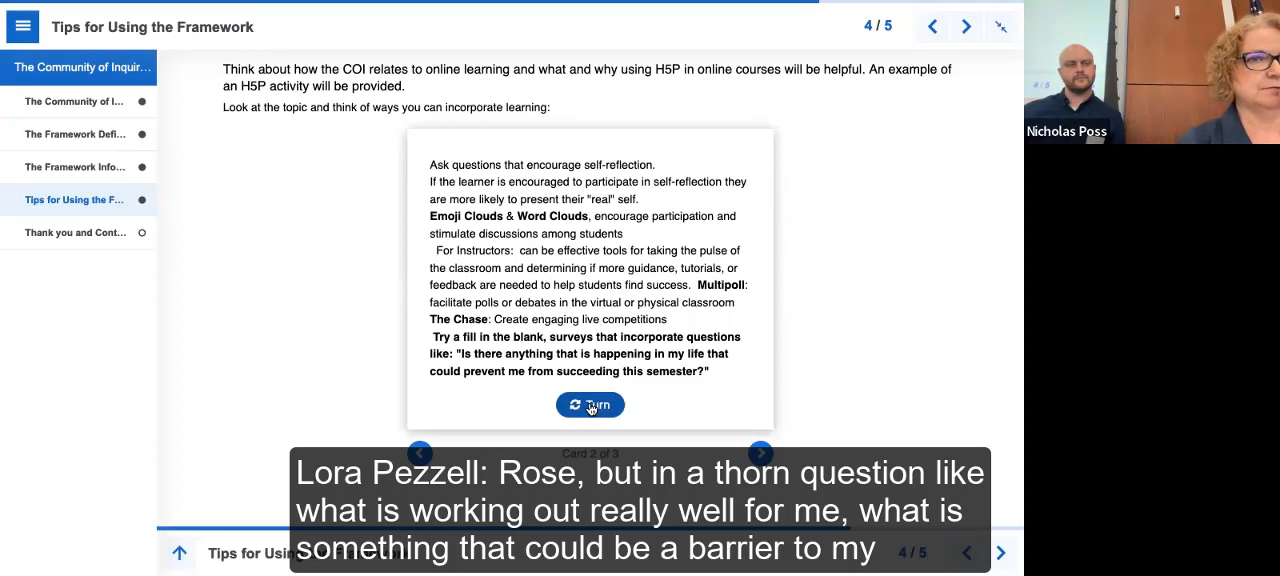 Tips for Using the Framework
4 / 5
The Community of Inquir...
The Community of I...
The Framework Defi...
The Framework Info...
Tips for Using the F...
Thank you and Cont...
Think about how the COI relates to online learning and what and why using H5P in online courses will be helpful. An example of
an H5P activity will be provided.
Look at the topic and think of ways you can incorporate learning:
Ask questions that encourage self-reflection.
If the learner is encouraged to participate in self-reflection they
are more likely to present their "real" self.
Emoji Clouds & Word Clouds, encourage participation and
stimulate discussions among students
For Instructors: can be effective tools for taking the pulse of
the classroom and determining if more guidance, tutorials, or
feedback are needed to help students find success. Multipoll:
facilitate polls or debates in the virtual or physical classroom
The Chase: Create engaging live competitions
Try a fill in the blank, surveys that incorporate questions
like: "Is there anything that is happening in my life that
could prevent me from succeeding this semester?"
Turn
Card 2 of 3
Lora Pezzell: Rose, but in a thorn question like
what is working out really well for me, what is
something that could be a barrier to my
Tips for Using
4 / 5
Nicholas Poss